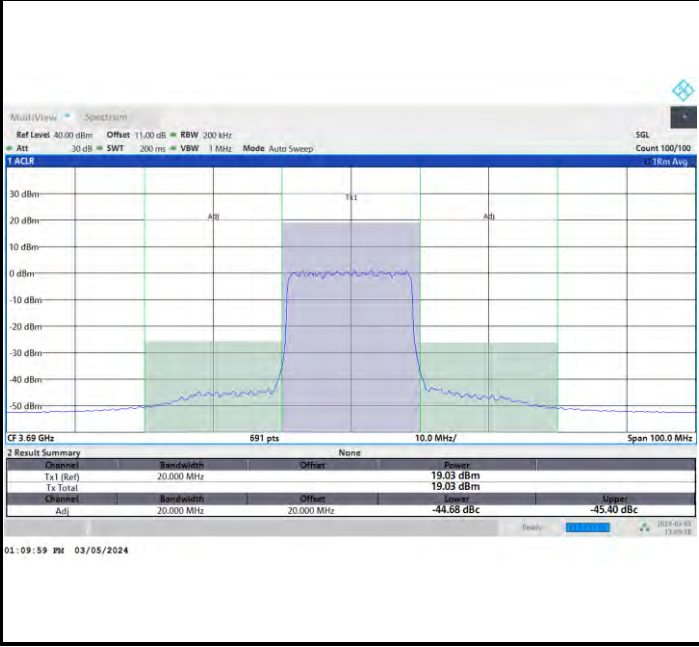 MultiView Spectrum
Ref Level 40.00 dBm Offset 11.00 dB RBW 200 kHz SGL
Att 30 dB SWT 200 ms VBW 1 MHz Mode Auto Sweep Count 100/100
1 ACLR 1Rm Avg
30 dBm
Tx1
20 dBm
Adj Adj
10 dBm
0 dBm
-10 dBm
-20 dBm
-30 dBm
-40 dBm
-50 dBm
CF 3.69 GHz 691 pts 10.0 MHz/ Span 100.0 MHz
2 Result Summary None
Channel Bandwidth Offset Power
Tx1 (Ref) 20.000 MHz 19.03 dBm
Tx Total 19.03 dBm
Channel Bandwidth Offset Lower Upper
Adj 20.000 MHz 20.000 MHz -44.68 dBc -45.40 dBc
Ready 2024-03-05
01:09:59 PM 03/05/2024